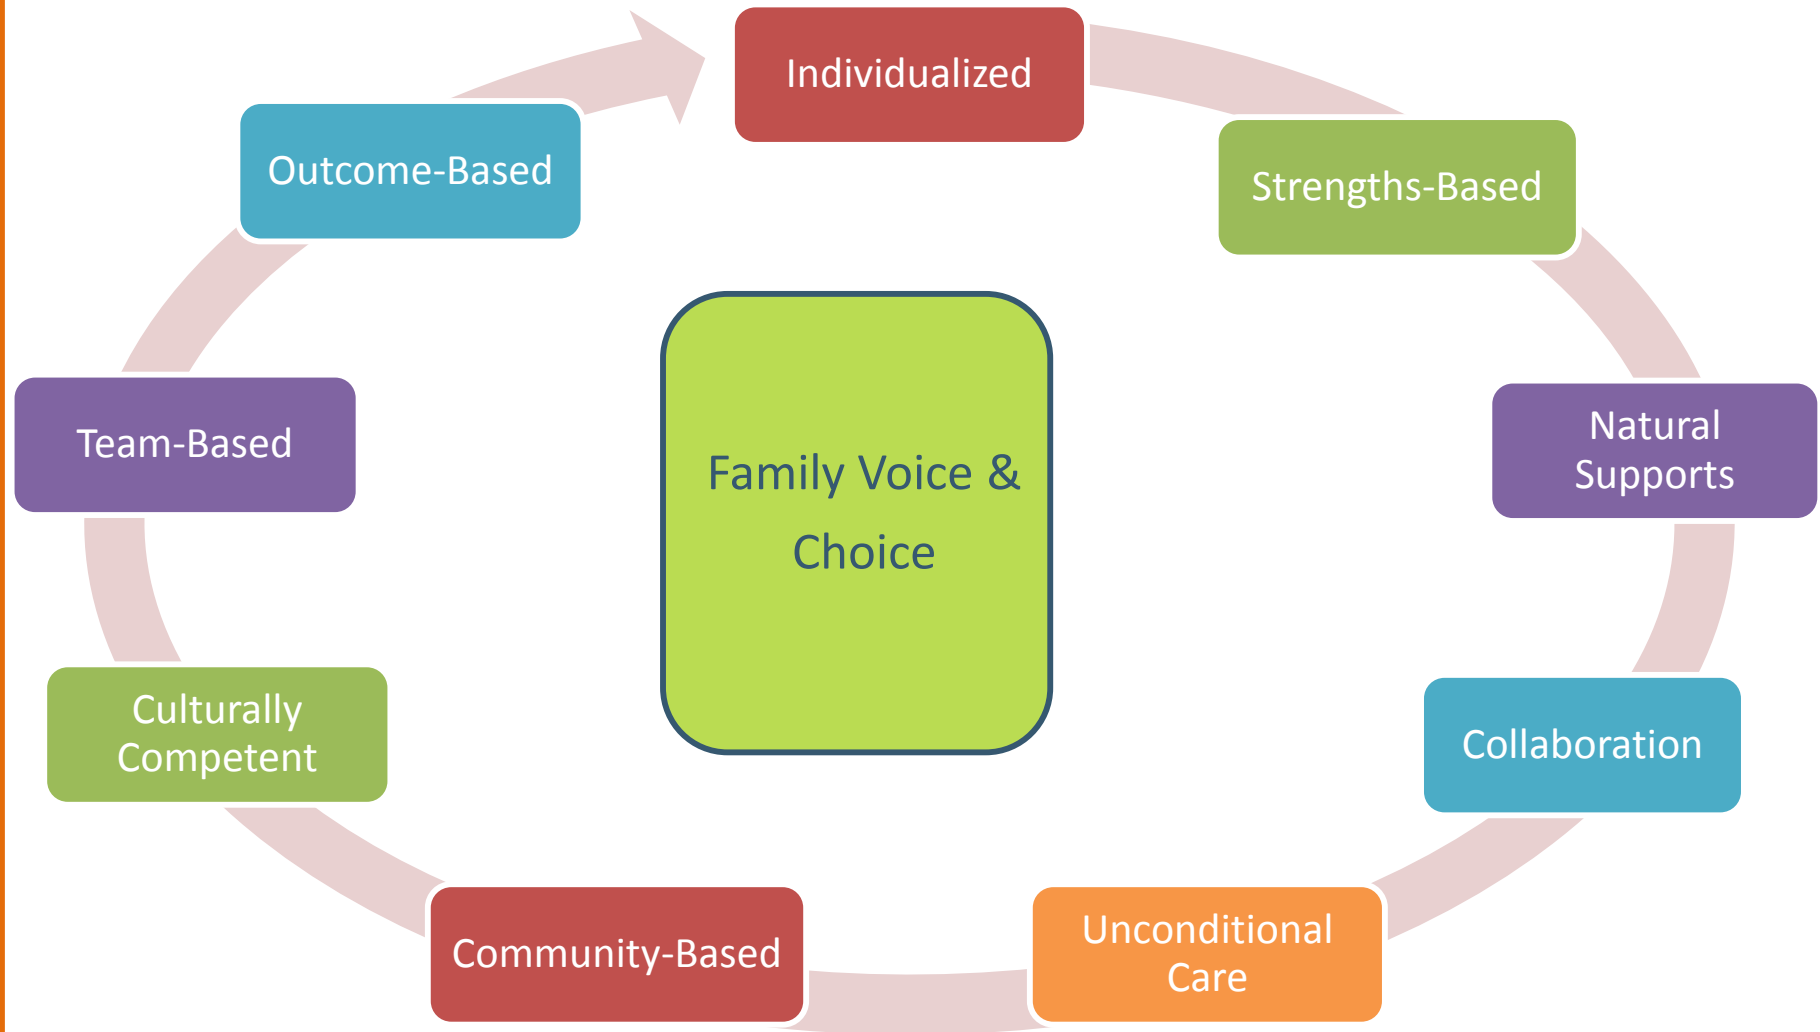 Individualized
Strengths-Based
Natural
Supports
Collaboration
Unconditional
Care
Community-Based
Culturally
Competent
Team-Based
Outcome-Based
Family Voice &
Choice